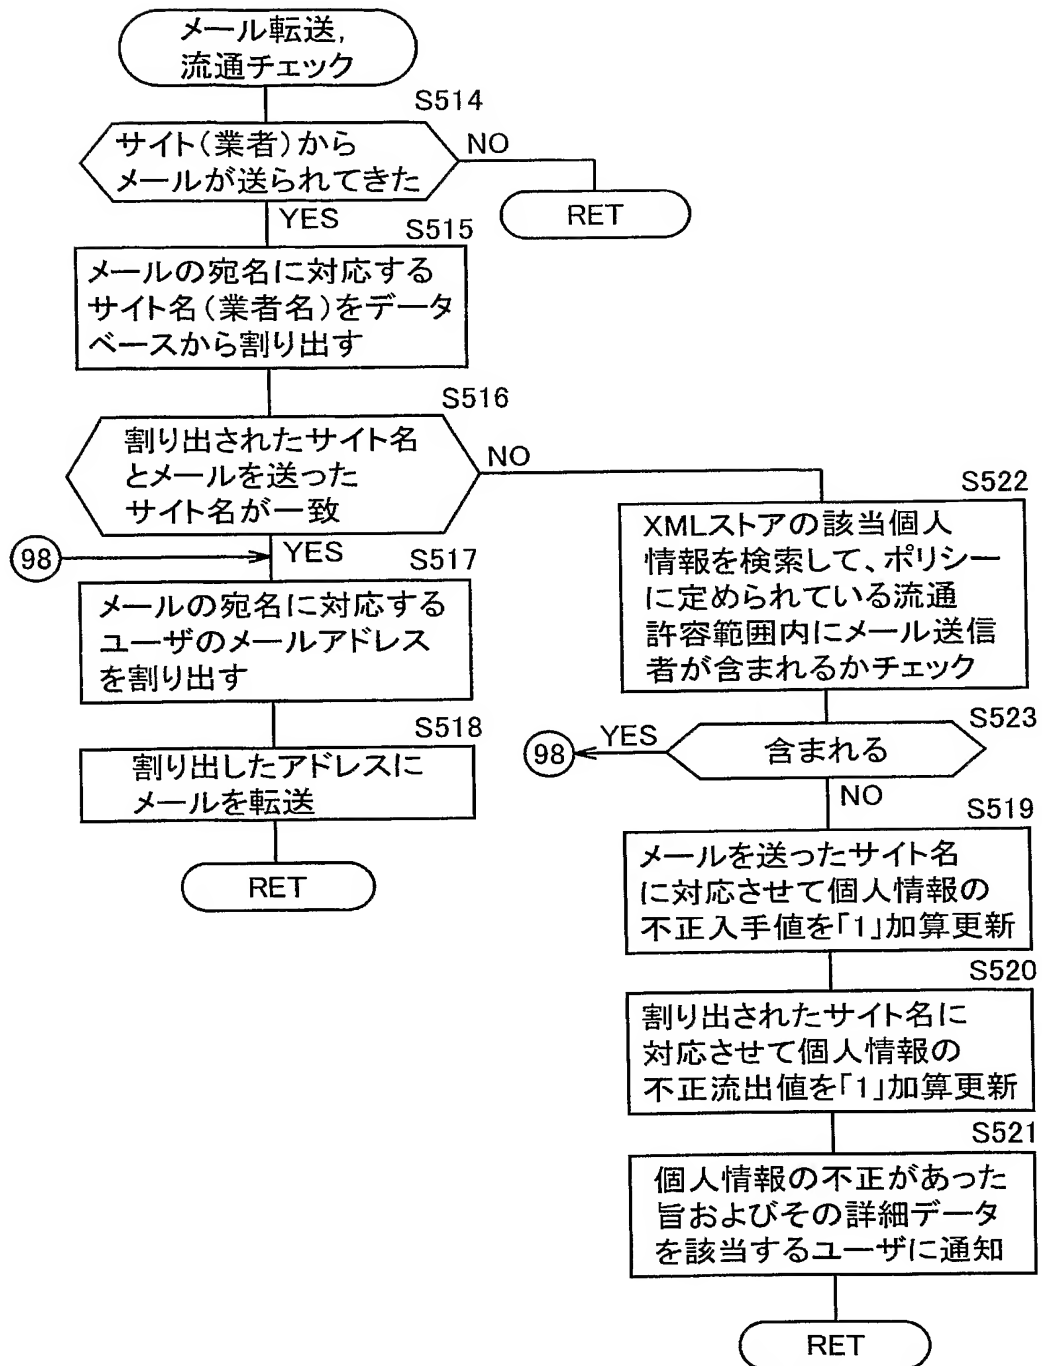 メール転送,
流通チェック
S514
サイト(業者)から
メールが送られてきた
NO
RET
YES
S515
メールの宛名に対応する
サイト名(業者名)をデータ
ベースから割り出す
S516
割り出されたサイト名
とメールを送った
サイト名が一致
NO
98
YES
S517
メールの宛名に対応する
ユーザのメールアドレス
を割り出す
S518
割り出したアドレスに
メールを転送
RET
S522
XMLストアの該当個人
情報を検索して、ポリシー
に定められている流通
許容範囲内にメール送信
者が含まれるかチェック
S523
含まれる
YES
98
NO
S519
メールを送ったサイト名
に対応させて個人情報の
不正入手値を「1」加算更新
S520
割り出されたサイト名に
対応させて個人情報の
不正流出値を「1」加算更新
S521
個人情報の不正があった
旨およびその詳細データ
を該当するユーザに通知
RET